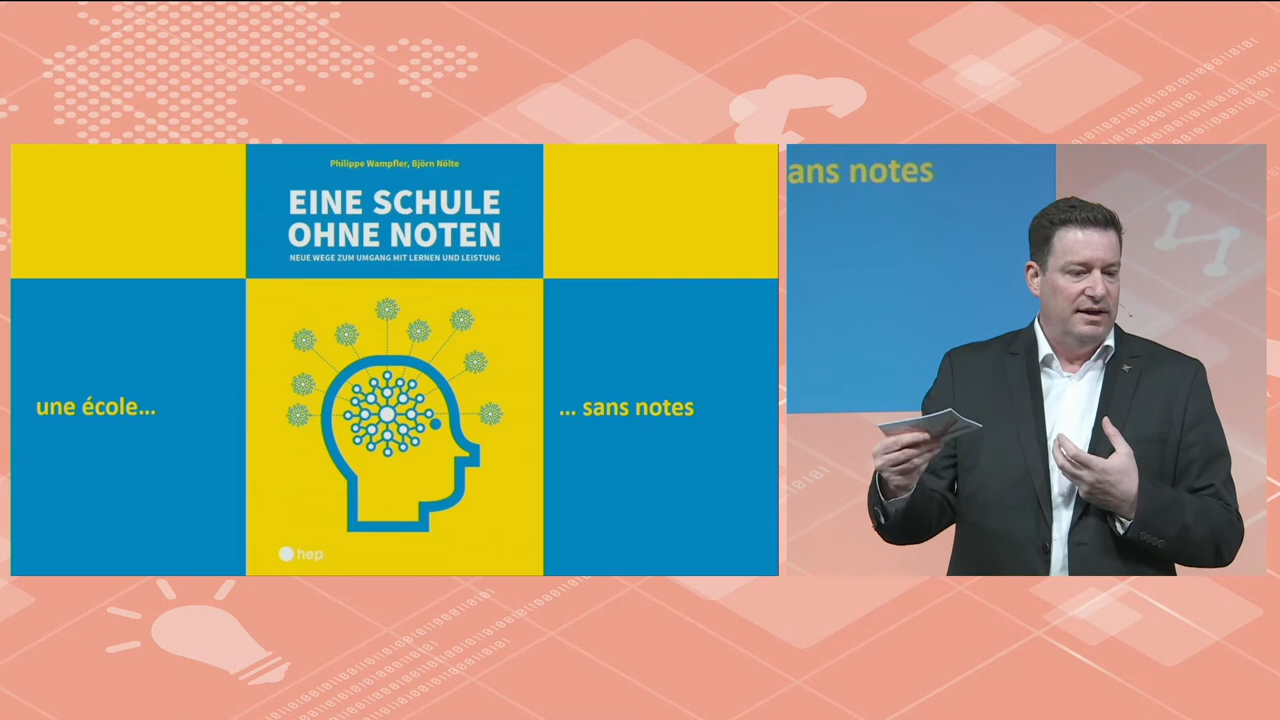 Philippe Wampfler, Björn Nölte
EINE SCHULE
OHNE NOTEN
NEUE WEGE ZUM UMGANG MIT LERNEN UND LEISTUNG
une école...
... sans notes
hep
ans notes